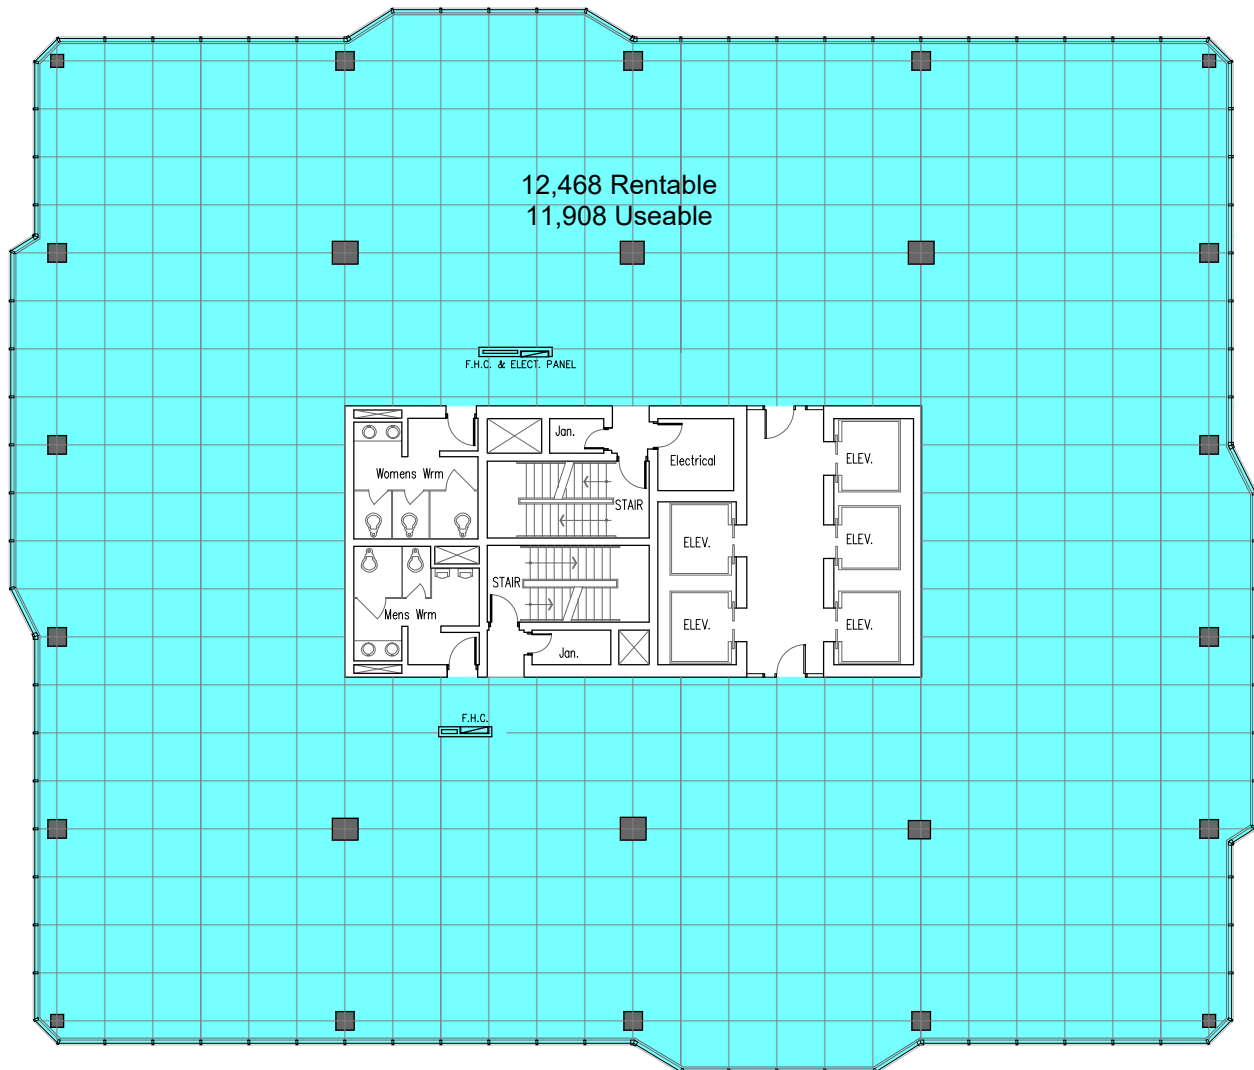 12,468 Rentable
11,908 Useable
F.H.C. & ELECT. PANEL
Jan.
Electrical
ELEV.
Womens Wrm
STAIR
ELEV.
ELEV.
STAIR
Mens Wrm
ELEV.
ELEV.
Jan.
F.H.C.